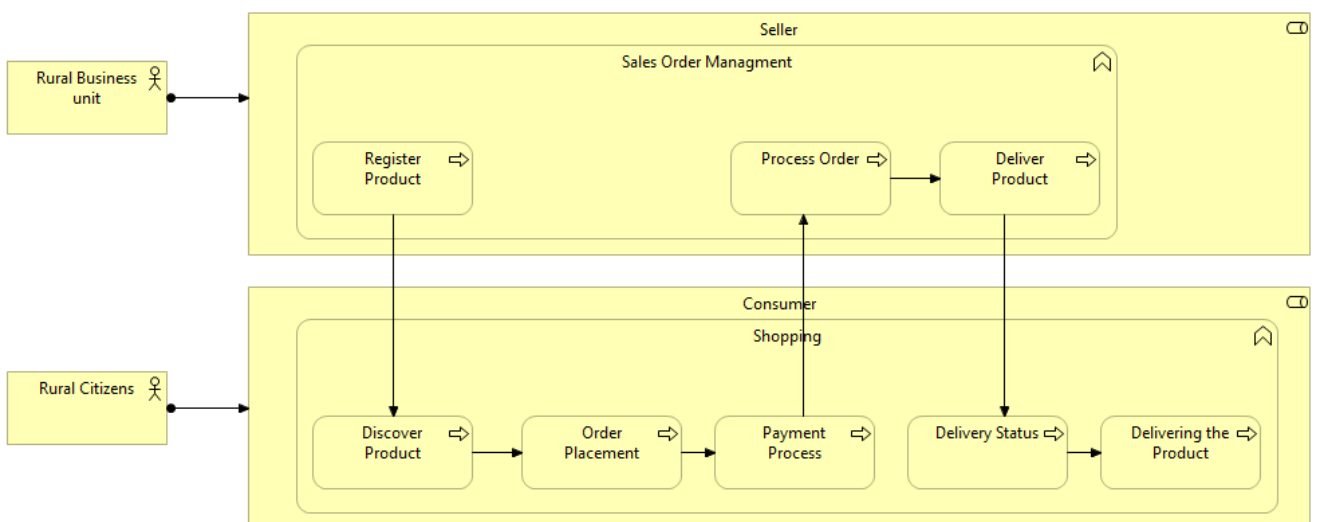 Seller
Sales Order Managment
Rural Business
unit
Register
Product
Process Order
Deliver
Product
Consumer
Shopping
Rural Citizens
Discover
Product
Order
Placement
Payment
Process
Delivery Status
Delivering the
Product